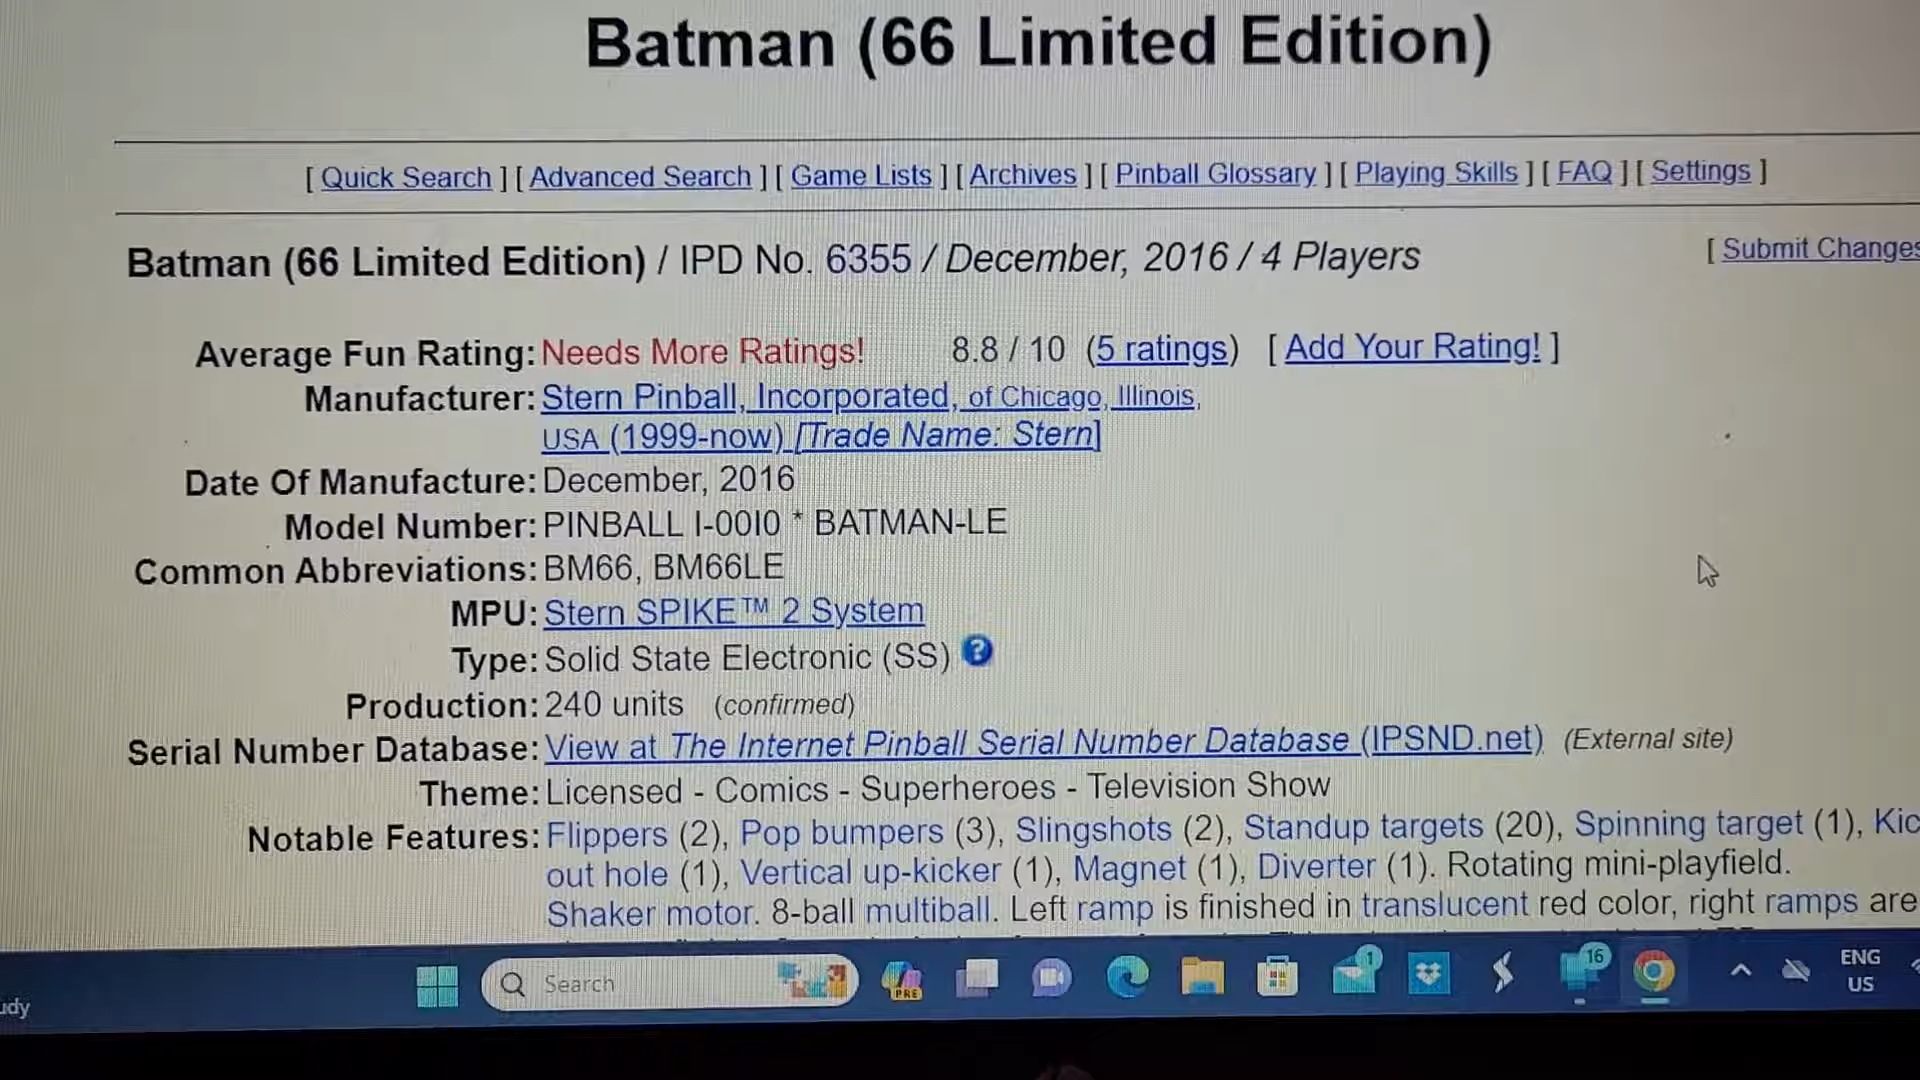 Batman (66 Limited Edition)
[ Quick Search ] [ Advanced Search ] [ Game Lists ] [ Archives ] [ Pinball Glossary ] [ Playing Skills ] [ FAQ ] [ Settings ]
Batman (66 Limited Edition) / IPD No. 6355 / December, 2016 / 4 Players [ Submit Changes
Average Fun Rating: Needs More Ratings! 8.8 / 10 (5 ratings) [ Add Your Rating! ]
Manufacturer: Stern Pinball, Incorporated, of Chicago, Illinois,
USA (1999-now) [Trade Name: Stern]
Date Of Manufacture: December, 2016
Model Number: PINBALL I-00I0 * BATMAN-LE
Common Abbreviations: BM66, BM66LE
MPU: Stern SPIKE™ 2 System
Type: Solid State Electronic (SS) ?
Production: 240 units (confirmed)
Serial Number Database: View at The Internet Pinball Serial Number Database (IPSND.net) (External site)
Theme: Licensed - Comics - Superheroes - Television Show
Notable Features: Flippers (2), Pop bumpers (3), Slingshots (2), Standup targets (20), Spinning target (1), Kic
out hole (1), Vertical up-kicker (1), Magnet (1), Diverter (1). Rotating mini-playfield.
Shaker motor. 8-ball multiball. Left ramp is finished in translucent red color, right ramps are
udy
Search
PRE
1
16
ENG
US